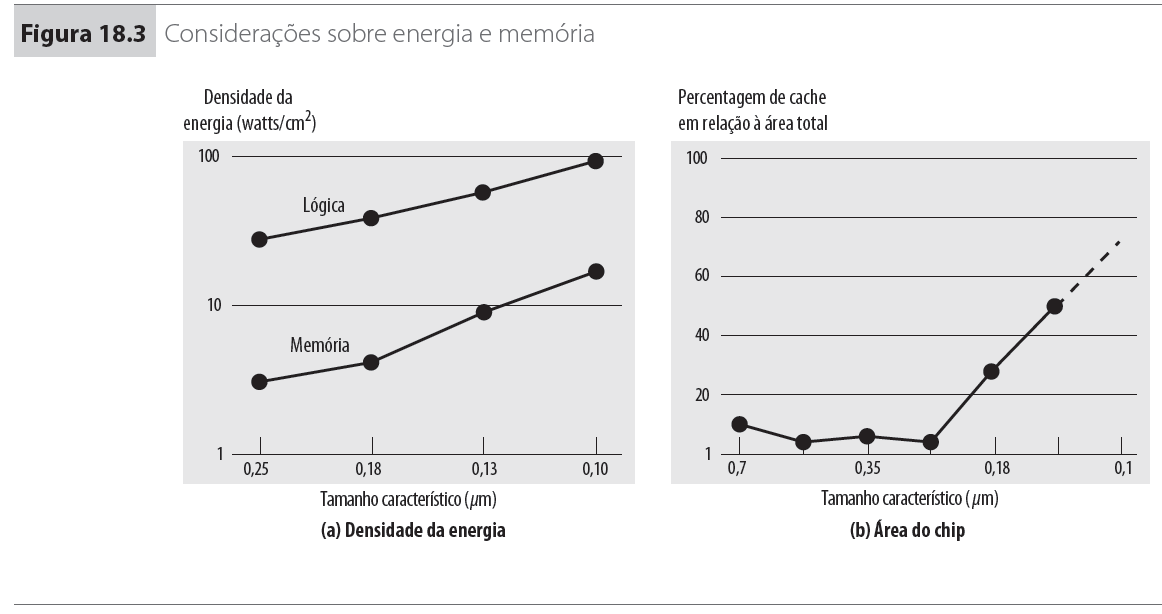 Figura 18.3 Considerações sobre energia e memória
Densidade da
energia (watts/cm²)
100
Lógica
10
Memória
1
0,25 0,18 0,13 0,10
Tamanho característico (μm)
(a) Densidade da energia
Percentagem de cache
em relação à área total
100
80
60
40
20
1
0,7 0,35 0,18 0,1
Tamanho característico (μm)
(b) Área do chip